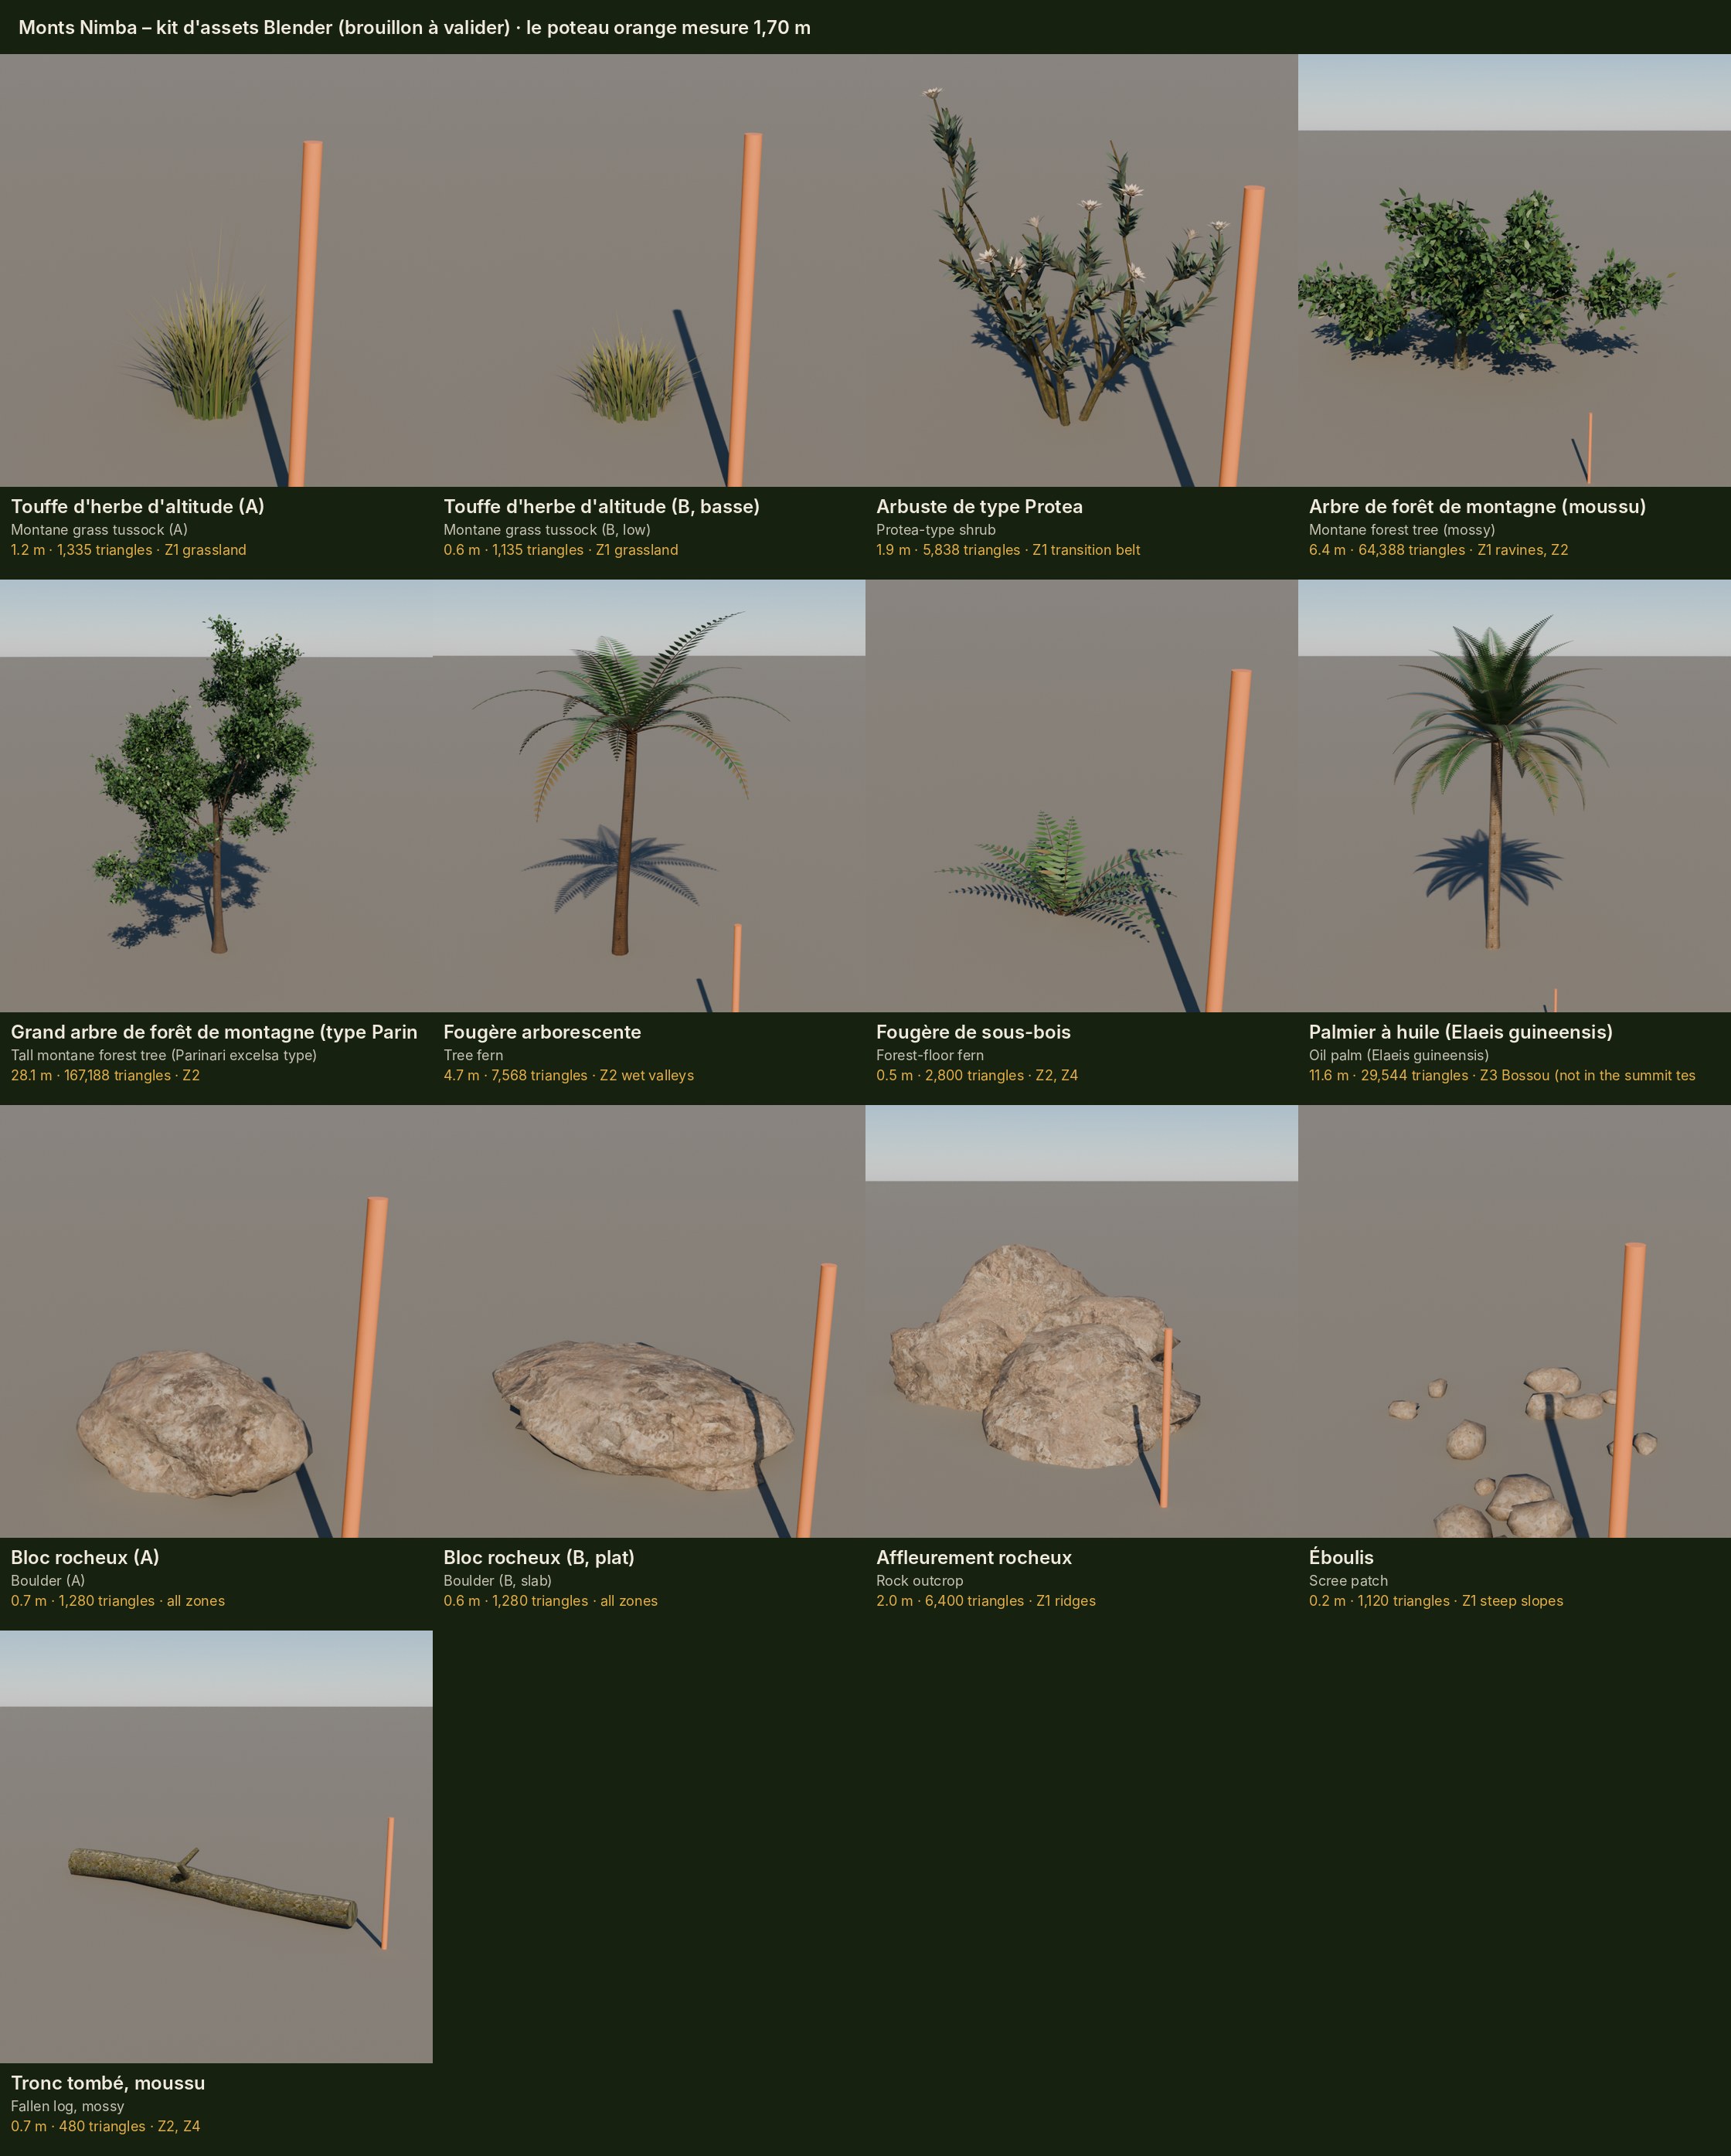 Monts Nimba – kit d'assets Blender (brouillon à valider) · le poteau orange mesure 1,70 m
Touffe d'herbe d'altitude (A)
Montane grass tussock (A)
1.2 m · 1,335 triangles · Z1 grassland
Touffe d'herbe d'altitude (B, basse)
Montane grass tussock (B, low)
0.6 m · 1,135 triangles · Z1 grassland
Arbuste de type Protea
Protea-type shrub
1.9 m · 5,838 triangles · Z1 transition belt
Arbre de forêt de montagne (moussu)
Montane forest tree (mossy)
6.4 m · 64,388 triangles · Z1 ravines, Z2
Grand arbre de forêt de montagne (type Parin
Tall montane forest tree (Parinari excelsa type)
28.1 m · 167,188 triangles · Z2
Fougère arborescente
Tree fern
4.7 m · 7,568 triangles · Z2 wet valleys
Fougère de sous-bois
Forest-floor fern
0.5 m · 2,800 triangles · Z2, Z4
Palmier à huile (Elaeis guineensis)
Oil palm (Elaeis guineensis)
11.6 m · 29,544 triangles · Z3 Bossou (not in the summit tes
Bloc rocheux (A)
Boulder (A)
0.7 m · 1,280 triangles · all zones
Bloc rocheux (B, plat)
Boulder (B, slab)
0.6 m · 1,280 triangles · all zones
Affleurement rocheux
Rock outcrop
2.0 m · 6,400 triangles · Z1 ridges
Éboulis
Scree patch
0.2 m · 1,120 triangles · Z1 steep slopes
Tronc tombé, moussu
Fallen log, mossy
0.7 m · 480 triangles · Z2, Z4